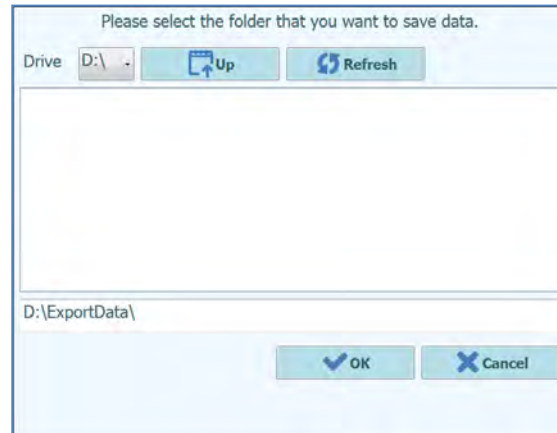 Please select the folder that you want to save data.
Drive D:\ Up Refresh
D:\ExportData\
OK Cancel